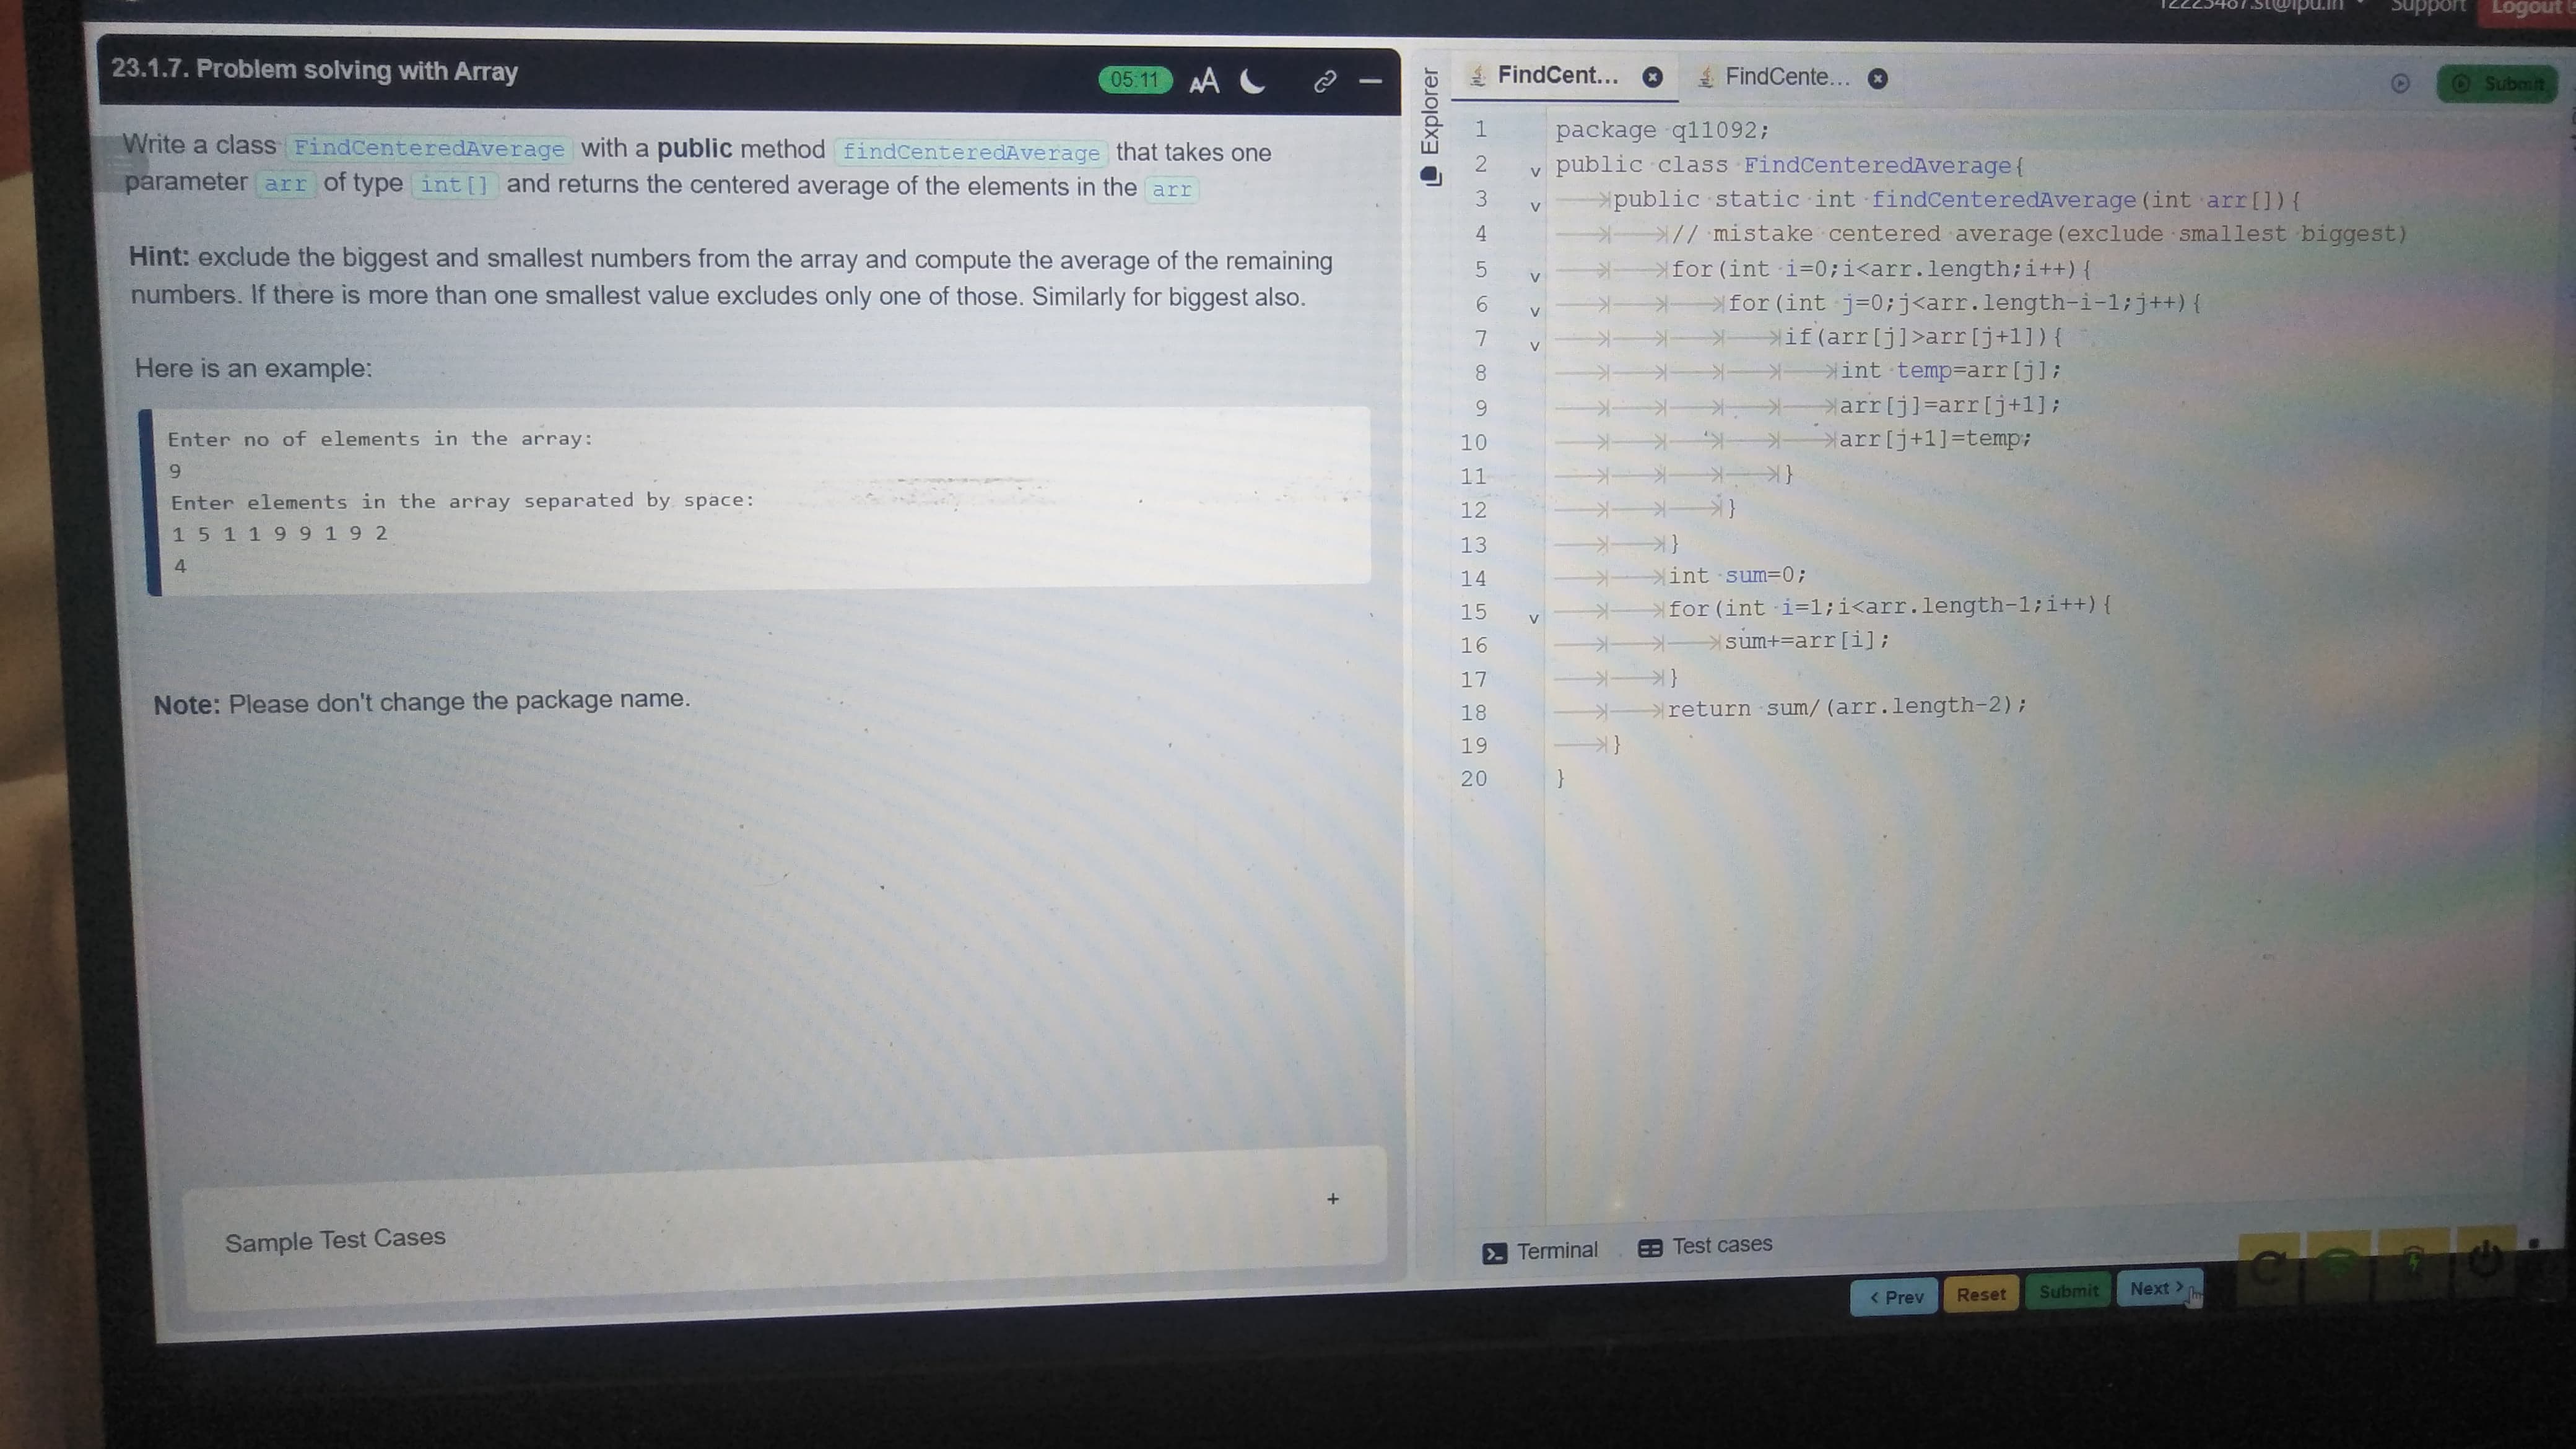 Support Logout
23.1.7. Problem solving with Array
05:11
Write a class FindCenteredAverage with a public method findCenteredAverage that takes one
parameter arr of type int[] and returns the centered average of the elements in the arr
Hint: exclude the biggest and smallest numbers from the array and compute the average of the remaining
numbers. If there is more than one smallest value excludes only one of those. Similarly for biggest also.
Here is an example:
Enter no of elements in the array:
9
Enter elements in the array separated by space:
1 5 1 1 9 9 1 9 2
4
Note: Please don't change the package name.
Sample Test Cases
+
Explorer
FindCent...
FindCente...
Submit
1 package q11092;
2 public class FindCenteredAverage{
3 public static int findCenteredAverage(int arr[]){
4 // mistake centered average(exclude smallest biggest)
5 for(int i=0;i<arr.length;i++){
6 for(int j=0;j<arr.length-i-1;j++){
7 if(arr[j]>arr[j+1]){
8 int temp=arr[j];
9 arr[j]=arr[j+1];
10 arr[j+1]=temp;
11 }
12 }
13 }
14 int sum=0;
15 for(int i=1;i<arr.length-1;i++){
16 sum+=arr[i];
17 }
18 return sum/(arr.length-2);
19 }
20 }
Terminal
Test cases
< Prev
Reset
Submit
Next >